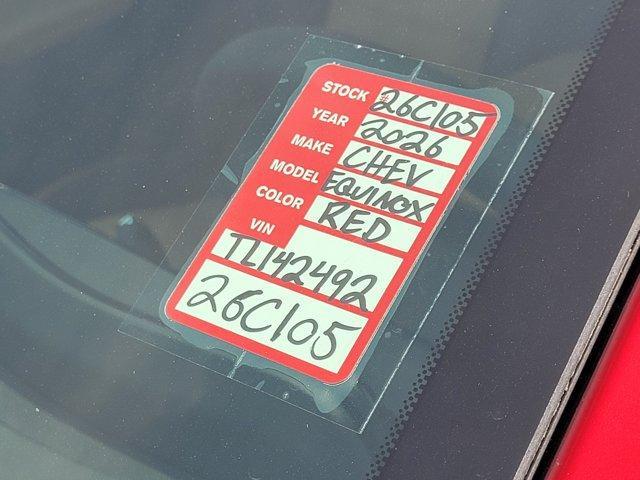 STOCK #26C105
YEAR 2026
MAKE CHEV
MODEL EQUINOX
COLOR RED
VIN
TL142492
26C105